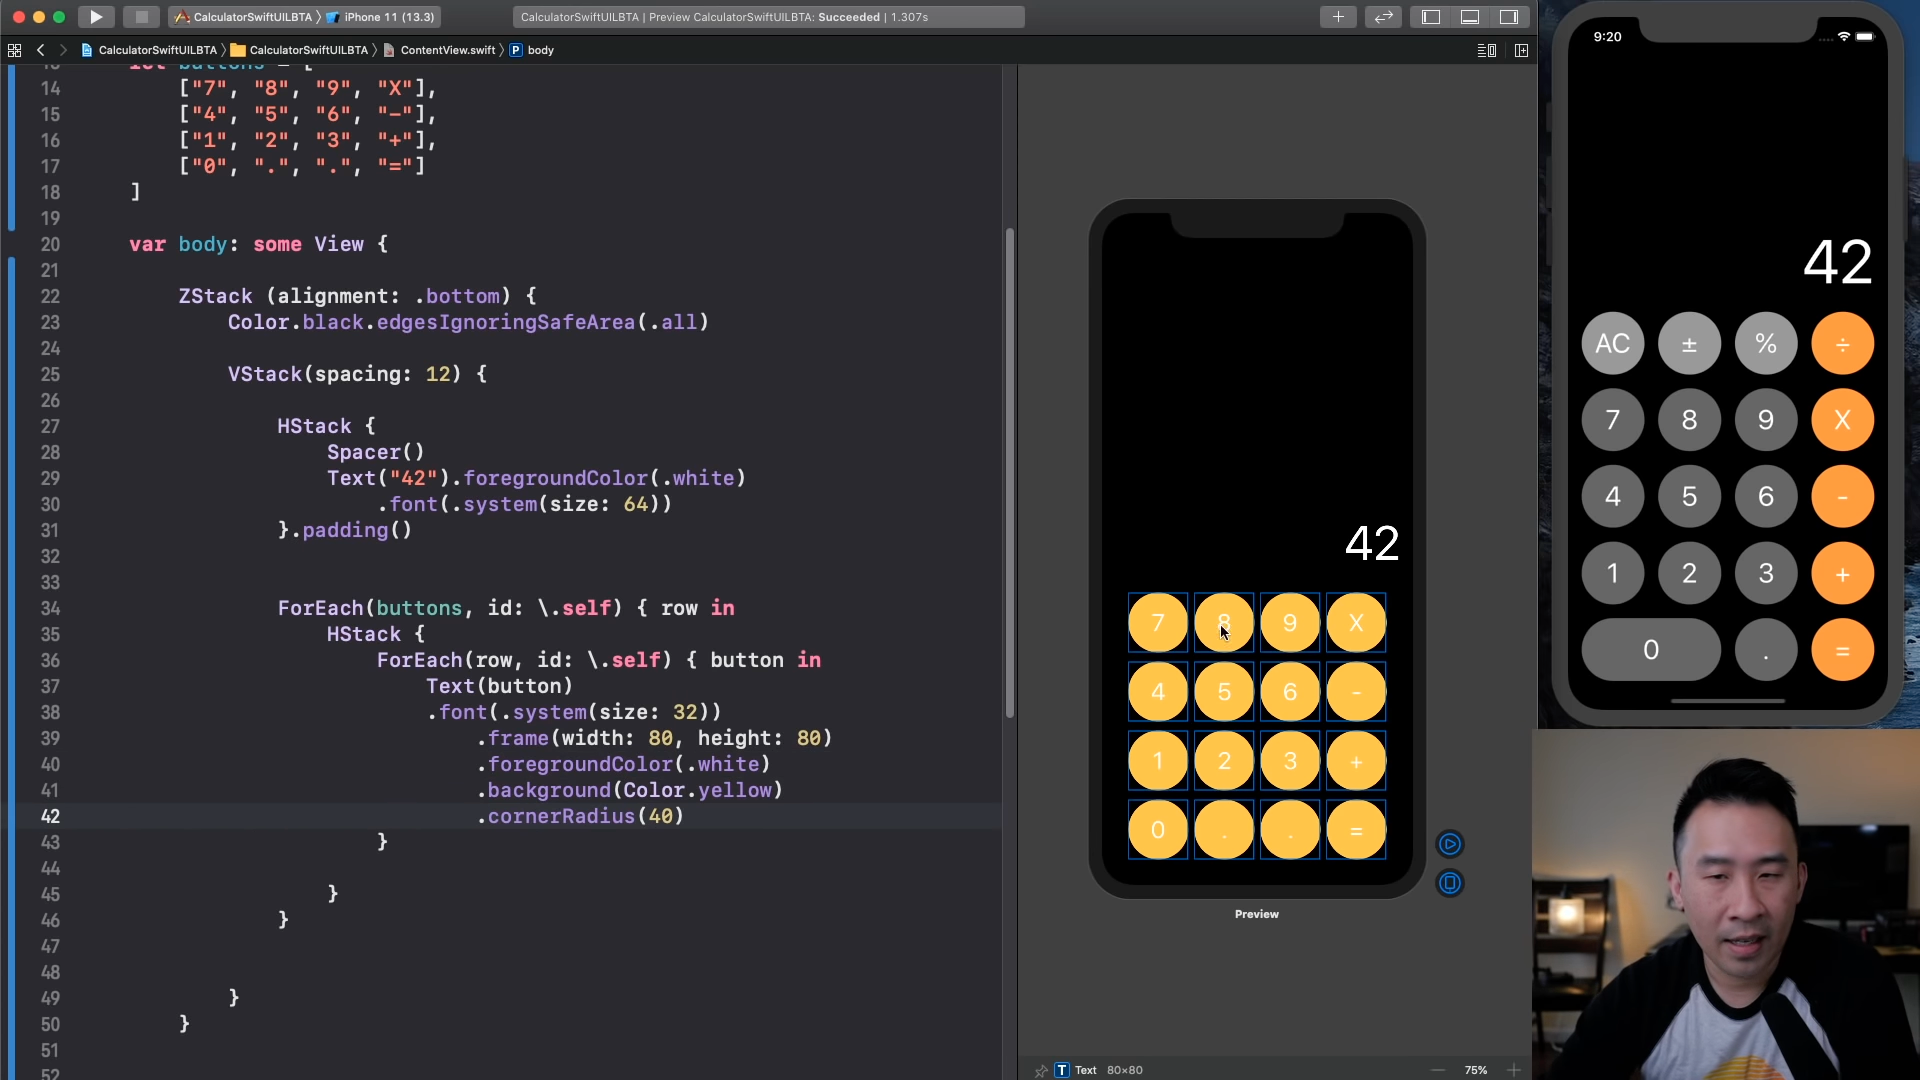 CalculatorSwiftUILBTA 〉 iPhone 11 (13.3)
CalculatorSwiftUILBTA | Preview CalculatorSwiftUILBTA: Succeeded | 1.307s
CalculatorSwiftUILBTA 〉 CalculatorSwiftUILBTA 〉 ContentView.swift 〉 P body
13 let buttons = [
14 ["7", "8", "9", "X"],
15 ["4", "5", "6", "-"],
16 ["1", "2", "3", "+"],
17 ["0", ".", ".", "="]
18 ]
19
20 var body: some View {
21
22 ZStack (alignment: .bottom) {
23 Color.black.edgesIgnoringSafeArea(.all)
24
25 VStack(spacing: 12) {
26
27 HStack {
28 Spacer()
29 Text("42").foregroundColor(.white)
30 .font(.system(size: 64))
31 }.padding()
32
33
34 ForEach(buttons, id: \.self) { row in
35 HStack {
36 ForEach(row, id: \.self) { button in
37 Text(button)
38 .font(.system(size: 32))
39 .frame(width: 80, height: 80)
40 .foregroundColor(.white)
41 .background(Color.yellow)
42 .cornerRadius(40)
43 }
44
45 }
46 }
47
48
49 }
50 }
51
52
42
7 8 9 X
4 5 6 -
1 2 3 +
0 . . =
Preview
T Text 80×80
75%
9:20
42
AC ± % ÷
7 8 9 X
4 5 6 -
1 2 3 +
0 . =